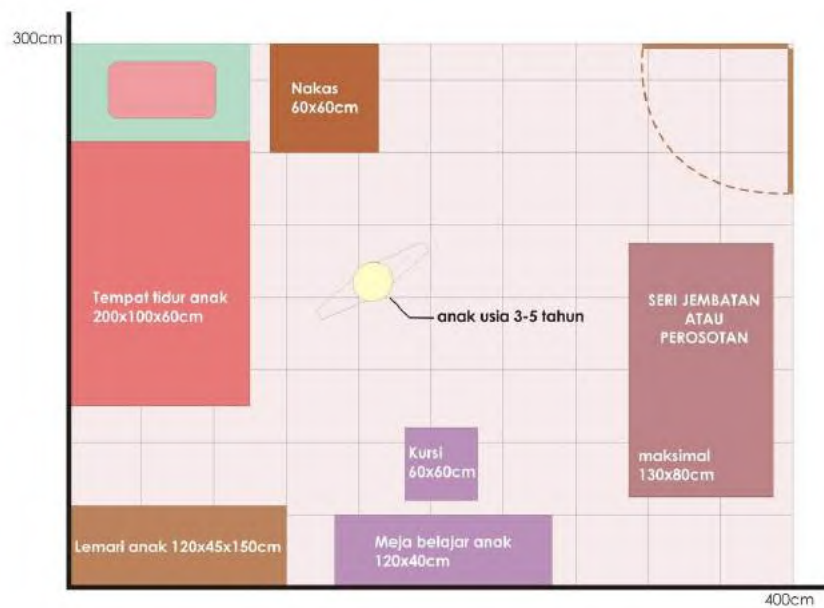 300cm
Nakas
60x60cm
Tempat tidur anak
200x100x60cm
anak usia 3-5 tahun
SERI JEMBATAN
ATAU
PEROSOTAN
Kursi
60x60cm
maksimal
130x80cm
Lemari anak 120x45x150cm
Meja belajar anak
120x40cm
400cm